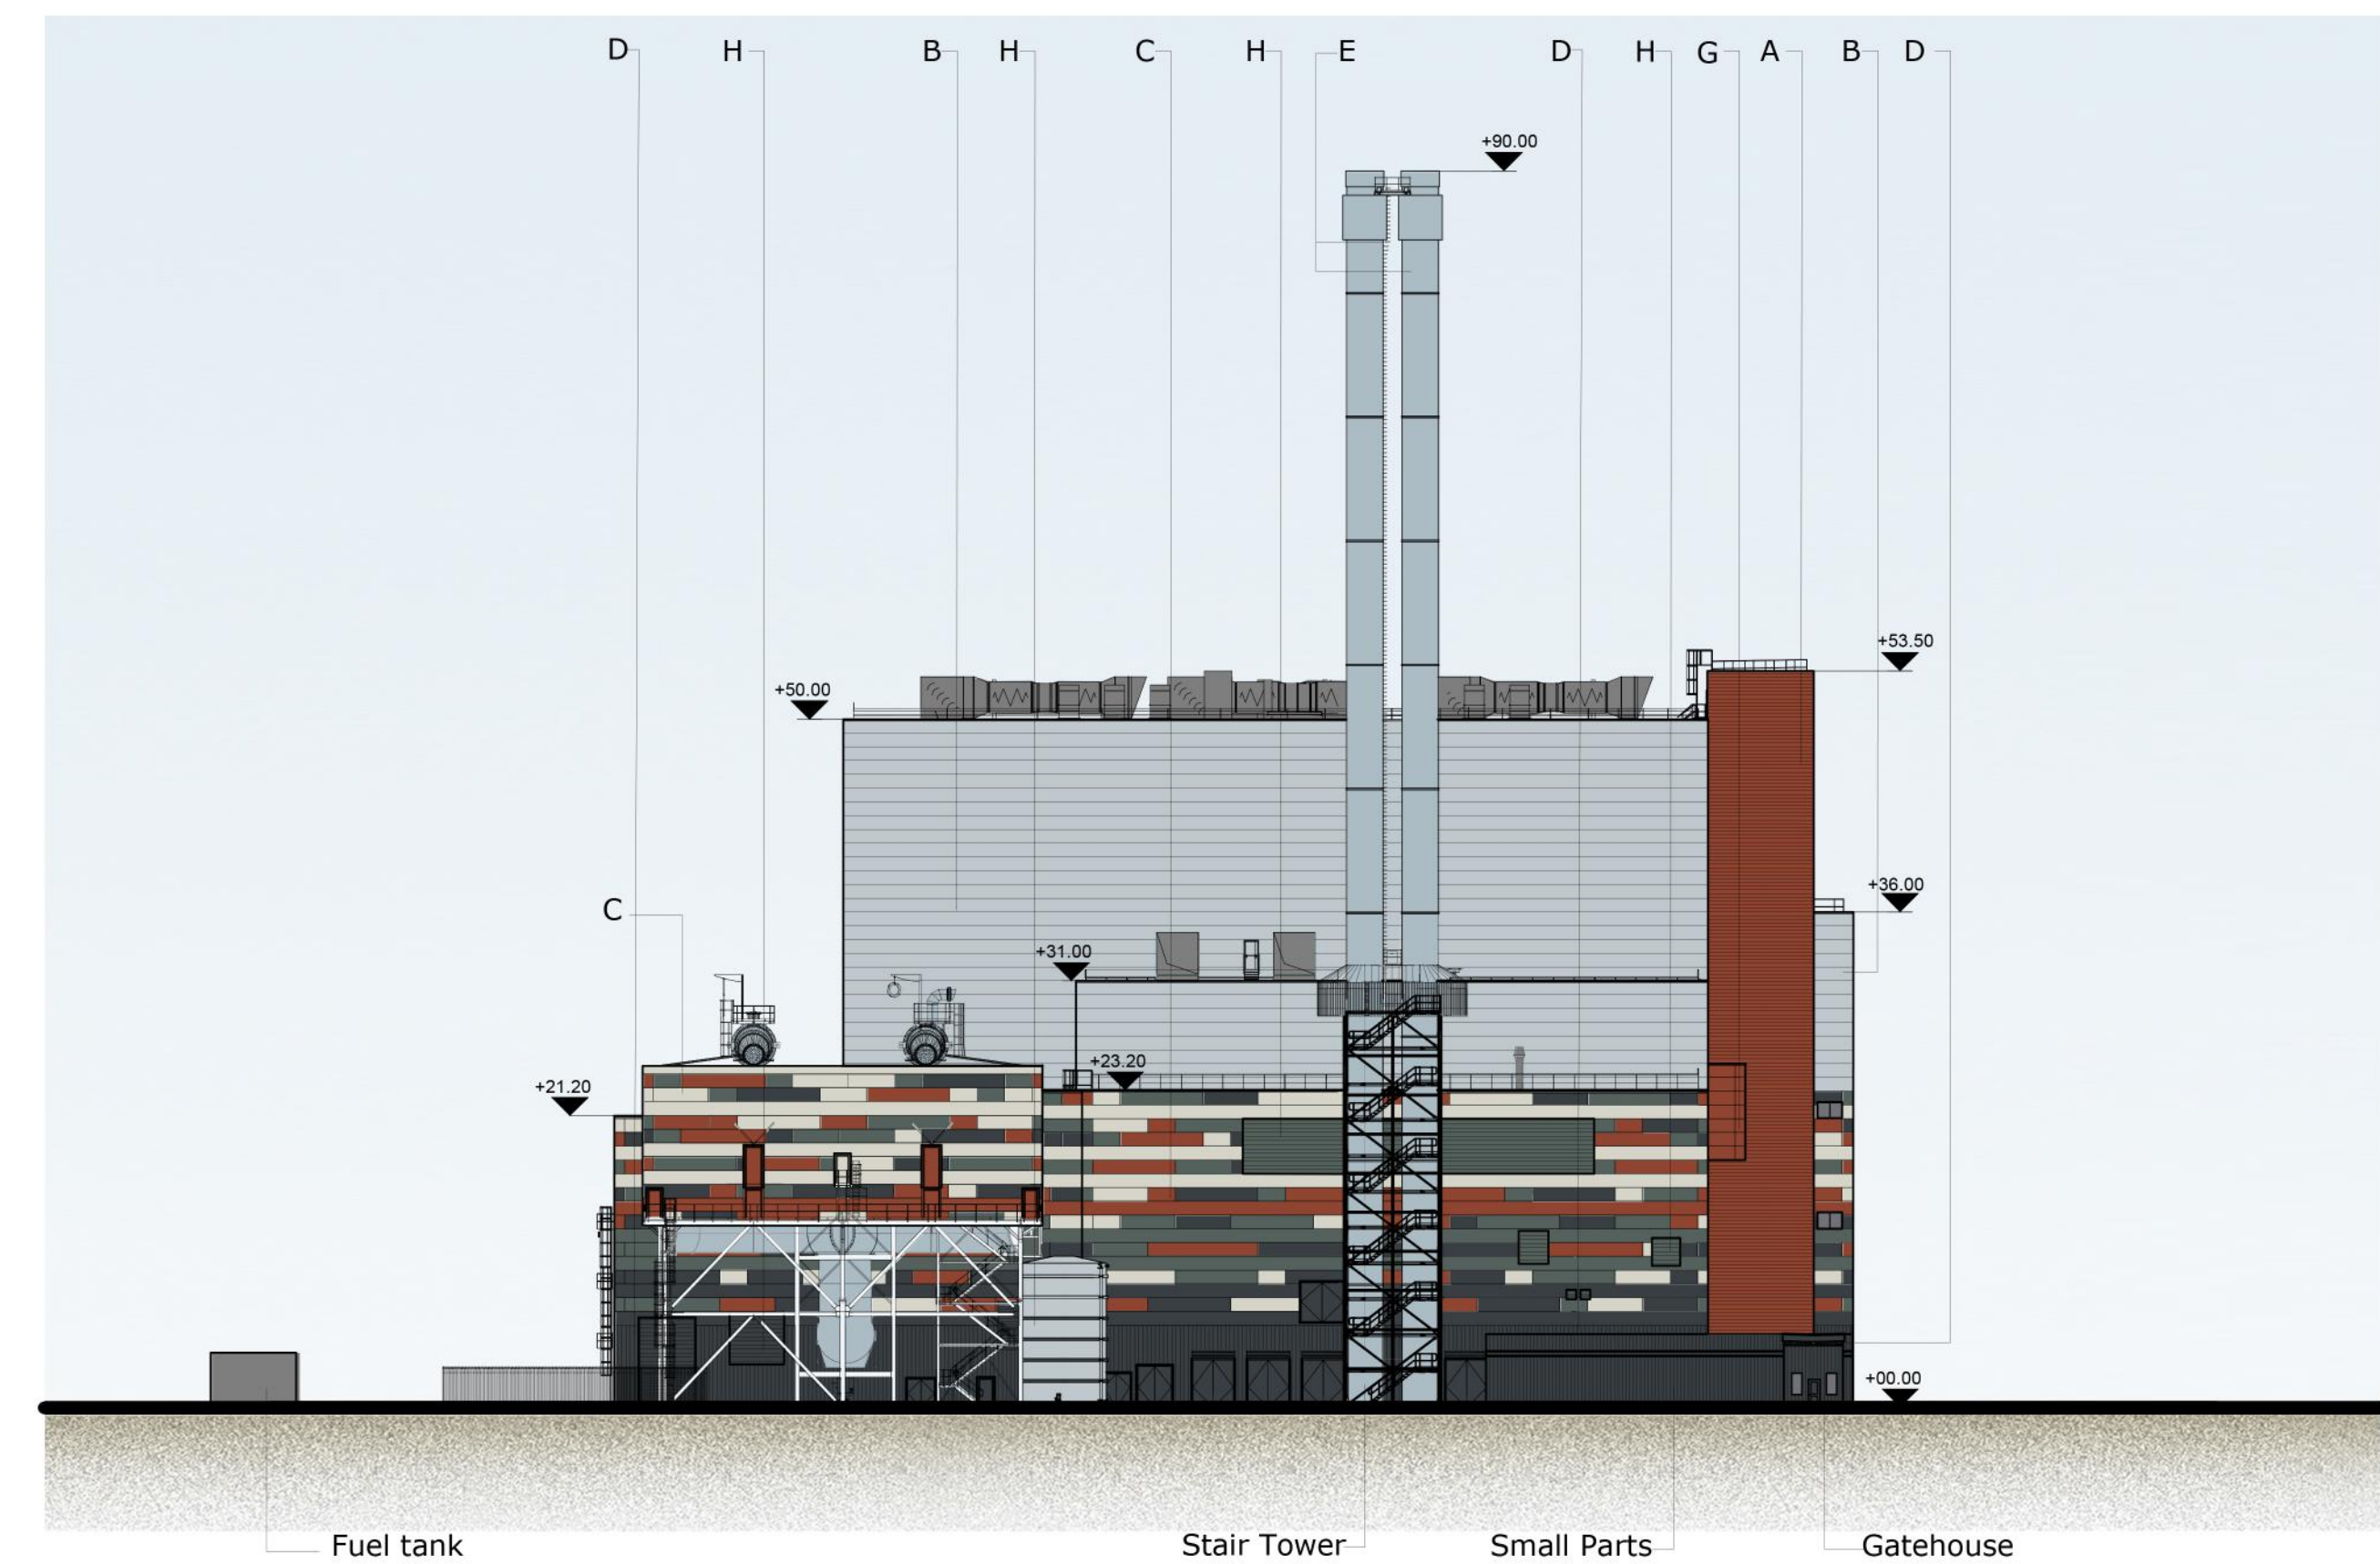 D H B H C H E D H G A B D
+90.00
+53.50
+50.00
+36.00
C
+31.00
+23.20
+21.20
+00.00
Fuel tank Stair Tower Small Parts Gatehouse